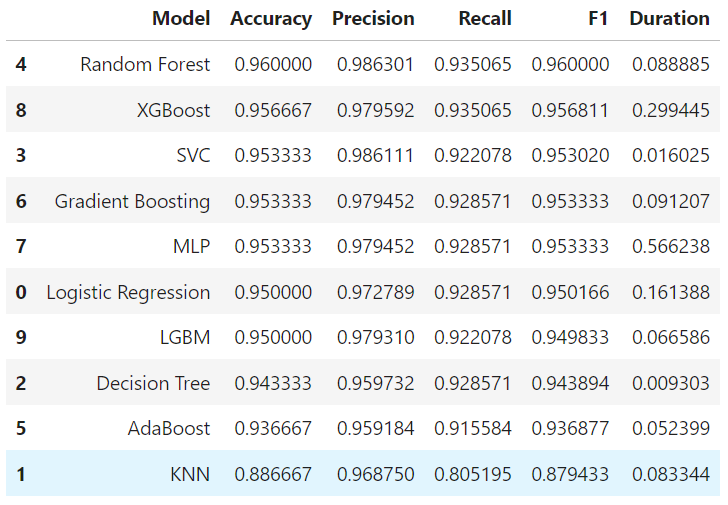 Model Accuracy Precision Recall F1 Duration
4 Random Forest 0.960000 0.986301 0.935065 0.960000 0.088885
8 XGBoost 0.956667 0.979592 0.935065 0.956811 0.299445
3 SVC 0.953333 0.986111 0.922078 0.953020 0.016025
6 Gradient Boosting 0.953333 0.979452 0.928571 0.953333 0.091207
7 MLP 0.953333 0.979452 0.928571 0.953333 0.566238
0 Logistic Regression 0.950000 0.972789 0.928571 0.950166 0.161388
9 LGBM 0.950000 0.979310 0.922078 0.949833 0.066586
2 Decision Tree 0.943333 0.959732 0.928571 0.943894 0.009303
5 AdaBoost 0.936667 0.959184 0.915584 0.936877 0.052399
1 KNN 0.886667 0.968750 0.805195 0.879433 0.083344